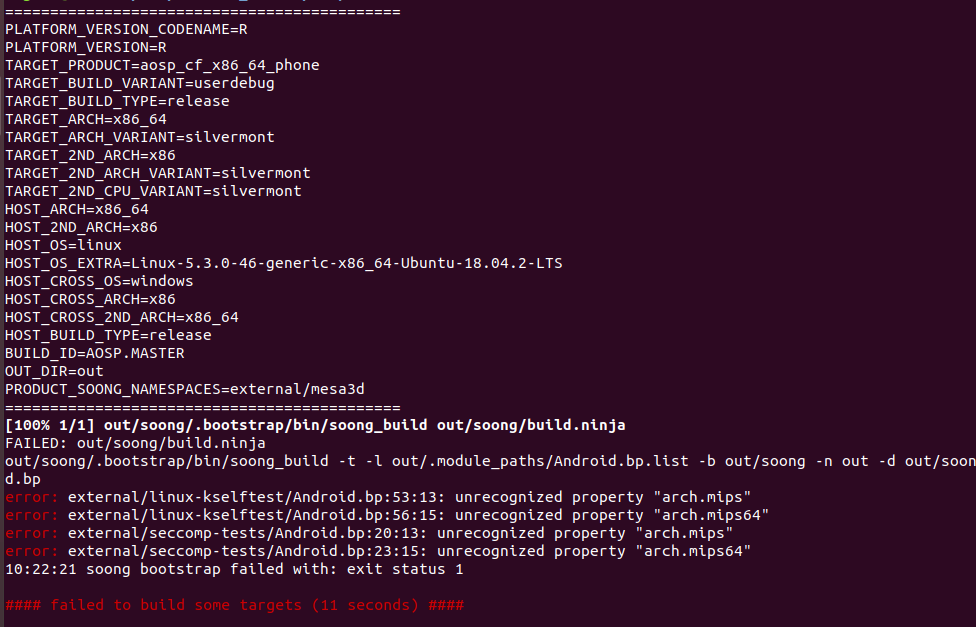 ============================================
PLATFORM_VERSION_CODENAME=R
PLATFORM_VERSION=R
TARGET_PRODUCT=aosp_cf_x86_64_phone
TARGET_BUILD_VARIANT=userdebug
TARGET_BUILD_TYPE=release
TARGET_ARCH=x86_64
TARGET_ARCH_VARIANT=silvermont
TARGET_2ND_ARCH=x86
TARGET_2ND_ARCH_VARIANT=silvermont
TARGET_2ND_CPU_VARIANT=silvermont
HOST_ARCH=x86_64
HOST_2ND_ARCH=x86
HOST_OS=linux
HOST_OS_EXTRA=Linux-5.3.0-46-generic-x86_64-Ubuntu-18.04.2-LTS
HOST_CROSS_OS=windows
HOST_CROSS_ARCH=x86
HOST_CROSS_2ND_ARCH=x86_64
HOST_BUILD_TYPE=release
BUILD_ID=AOSP.MASTER
OUT_DIR=out
PRODUCT_SOONG_NAMESPACES=external/mesa3d
============================================
[100% 1/1] out/soong/.bootstrap/bin/soong_build out/soong/build.ninja
FAILED: out/soong/build.ninja
out/soong/.bootstrap/bin/soong_build -t -l out/.module_paths/Android.bp.list -b out/soong -n out -d out/soon
d.bp
error: external/linux-kselftest/Android.bp:53:13: unrecognized property "arch.mips"
error: external/linux-kselftest/Android.bp:56:15: unrecognized property "arch.mips64"
error: external/seccomp-tests/Android.bp:20:13: unrecognized property "arch.mips"
error: external/seccomp-tests/Android.bp:23:15: unrecognized property "arch.mips64"
10:22:21 soong bootstrap failed with: exit status 1
#### failed to build some targets (11 seconds) ####